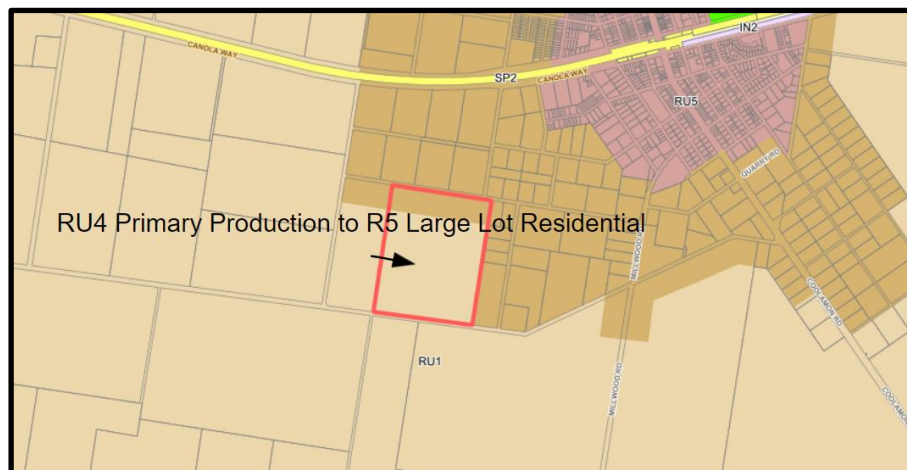 IN2
CANOLA WAY
SP2
CANOLA WAY
RU5
QUARRY RD
RU4 Primary Production to R5 Large Lot Residential
MILLWOOD RD
COOLAMON RD
RU1
MILLWOOD RD
COOLAMON RD